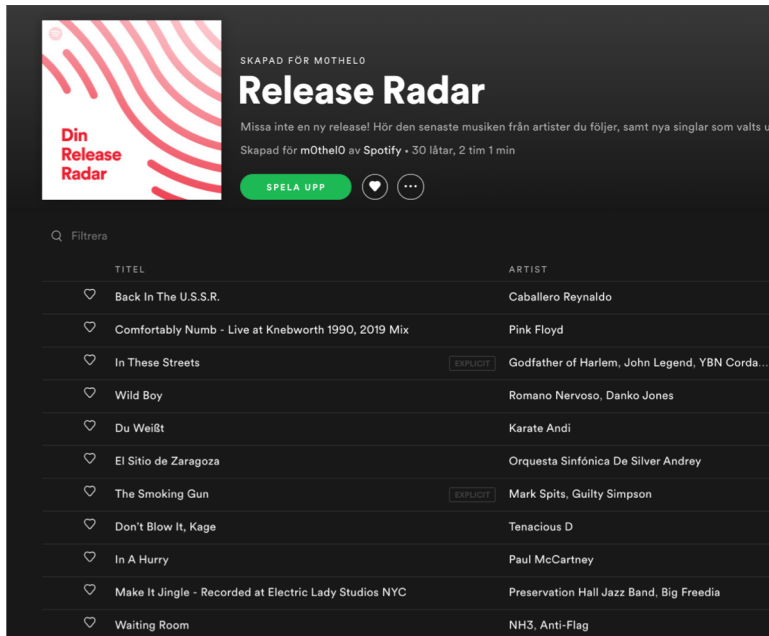 Din
Release
Radar
SKAPAD FÖR M0THEL0
Release Radar
Missa inte en ny release! Hör den senaste musiken från artister du följer, samt nya singlar som valts u
Skapad för m0thel0 av Spotify • 30 låtar, 2 tim 1 min
SPELA UPP
Filtrera
TITEL ARTIST
Back In The U.S.S.R. Caballero Reynaldo
Comfortably Numb - Live at Knebworth 1990, 2019 Mix Pink Floyd
In These Streets EXPLICIT Godfather of Harlem, John Legend, YBN Corda...
Wild Boy Romano Nervoso, Danko Jones
Du Weißt Karate Andi
El Sitio de Zaragoza Orquesta Sinfónica De Silver Andrey
The Smoking Gun EXPLICIT Mark Spits, Guilty Simpson
Don't Blow It, Kage Tenacious D
In A Hurry Paul McCartney
Make It Jingle - Recorded at Electric Lady Studios NYC Preservation Hall Jazz Band, Big Freedia
Waiting Room NH3, Anti-Flag